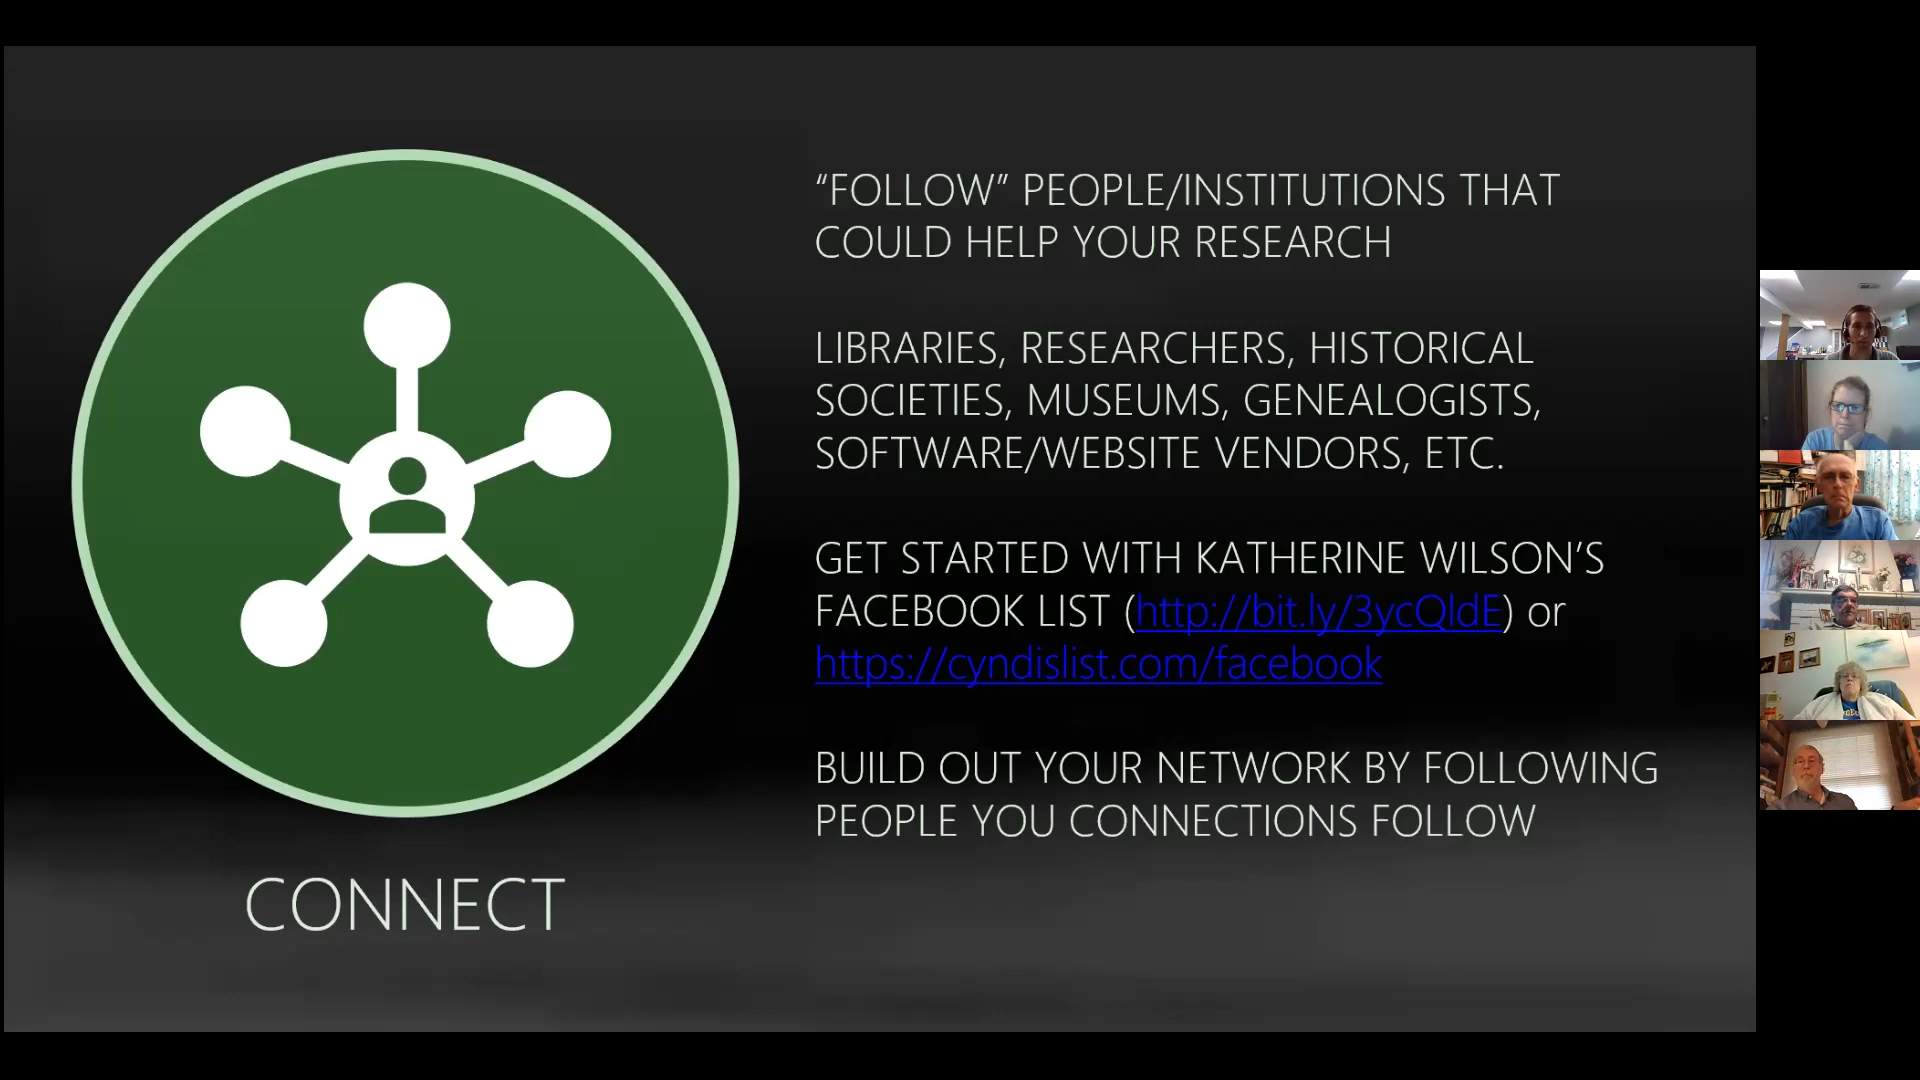 “FOLLOW” PEOPLE/INSTITUTIONS THAT
COULD HELP YOUR RESEARCH
LIBRARIES, RESEARCHERS, HISTORICAL
SOCIETIES, MUSEUMS, GENEALOGISTS,
SOFTWARE/WEBSITE VENDORS, ETC.
GET STARTED WITH KATHERINE WILSON’S
FACEBOOK LIST (http://bit.ly/3ycQldE) or
https://cyndislist.com/facebook
BUILD OUT YOUR NETWORK BY FOLLOWING
PEOPLE YOU CONNECTIONS FOLLOW
CONNECT